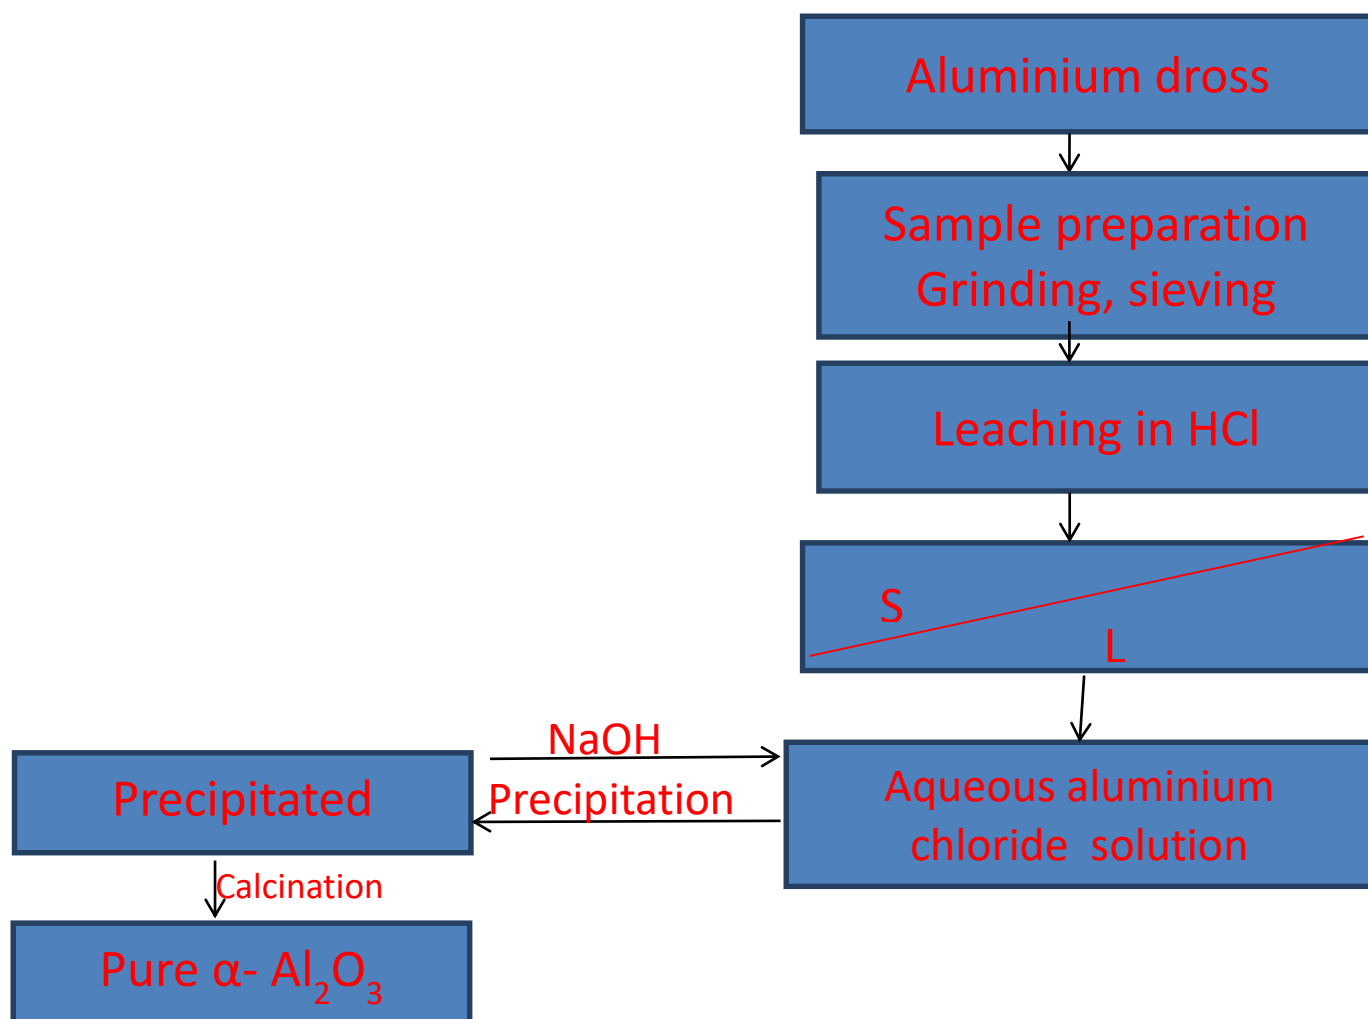 Aluminium dross
Sample preparation
Grinding, sieving
Leaching in HCl
S
L
NaOH
Precipitation
Aqueous aluminium
chloride solution
Precipitated
Calcination
Pure α- Al₂O₃